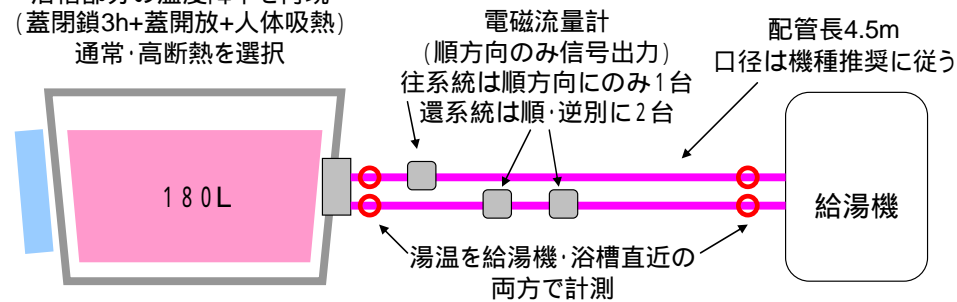 (蓋閉鎖3h+蓋開放+人体吸熱)
通常・高断熱を選択
電磁流量計
(順方向のみ信号出力)
往系統は順方向にのみ1台
還系統は順・逆別に2台
配管長4.5m
口径は機種推奨に従う
180L
給湯機
湯温を給湯機・浴槽直近の
両方で計測